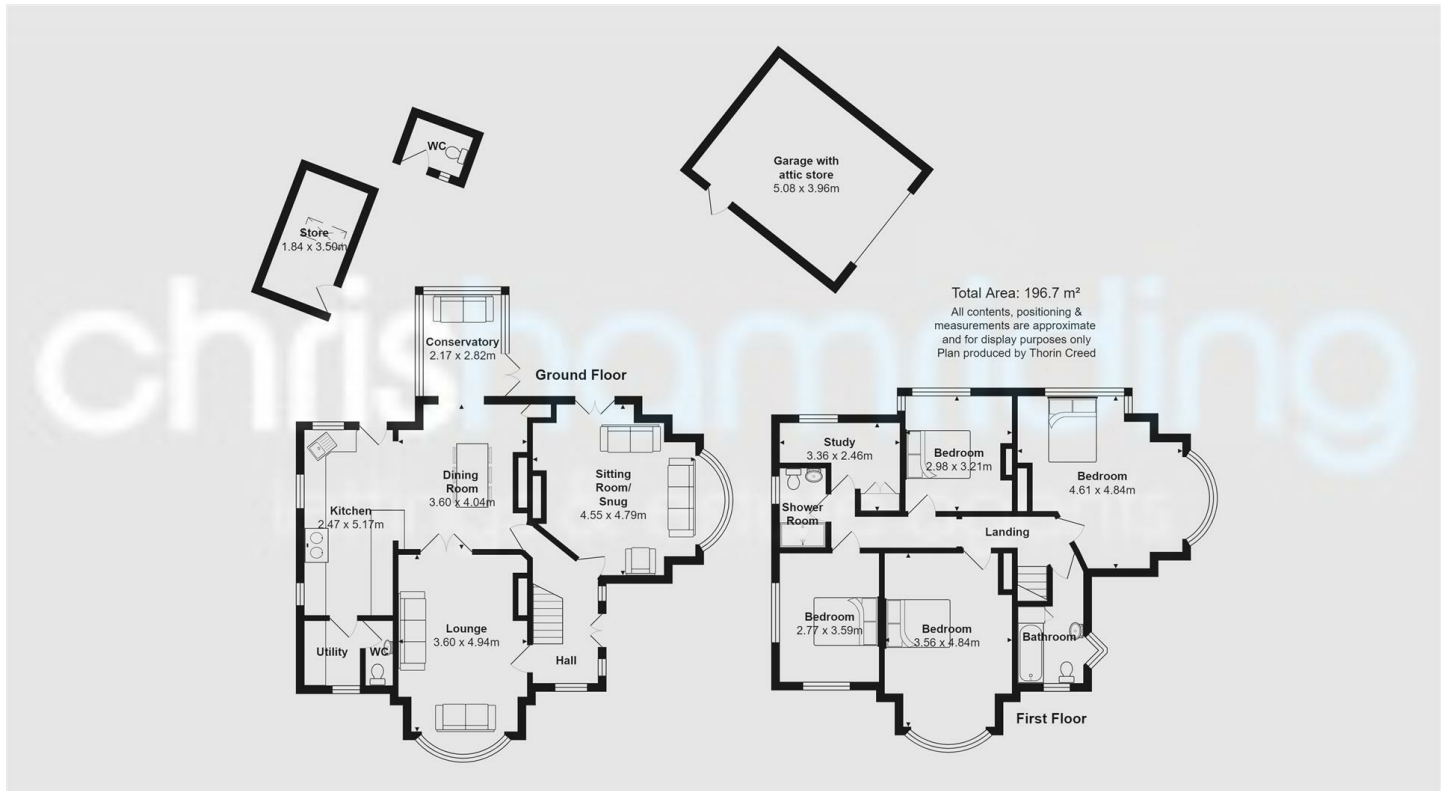 WC
Garage with
attic store
5.08 x 3.96m
Store
1.84 x 3.50m
Total Area: 196.7 m²
All contents, positioning &
measurements are approximate
and for display purposes only
Plan produced by Thorin Creed
chrishamriding
Conservatory
2.17 x 2.82m
Ground Floor
Dining
Room
3.60 x 4.04m
Sitting
Room/
Snug
4.55 x 4.79m
Kitchen
2.47 x 5.17m
Lounge
3.60 x 4.94m
Utility
WC
Hall
Study
3.36 x 2.46m
Bedroom
2.98 x 3.21m
Bedroom
4.61 x 4.84m
Shower
Room
Landing
Bedroom
2.77 x 3.59m
Bedroom
3.56 x 4.84m
Bathroom
First Floor